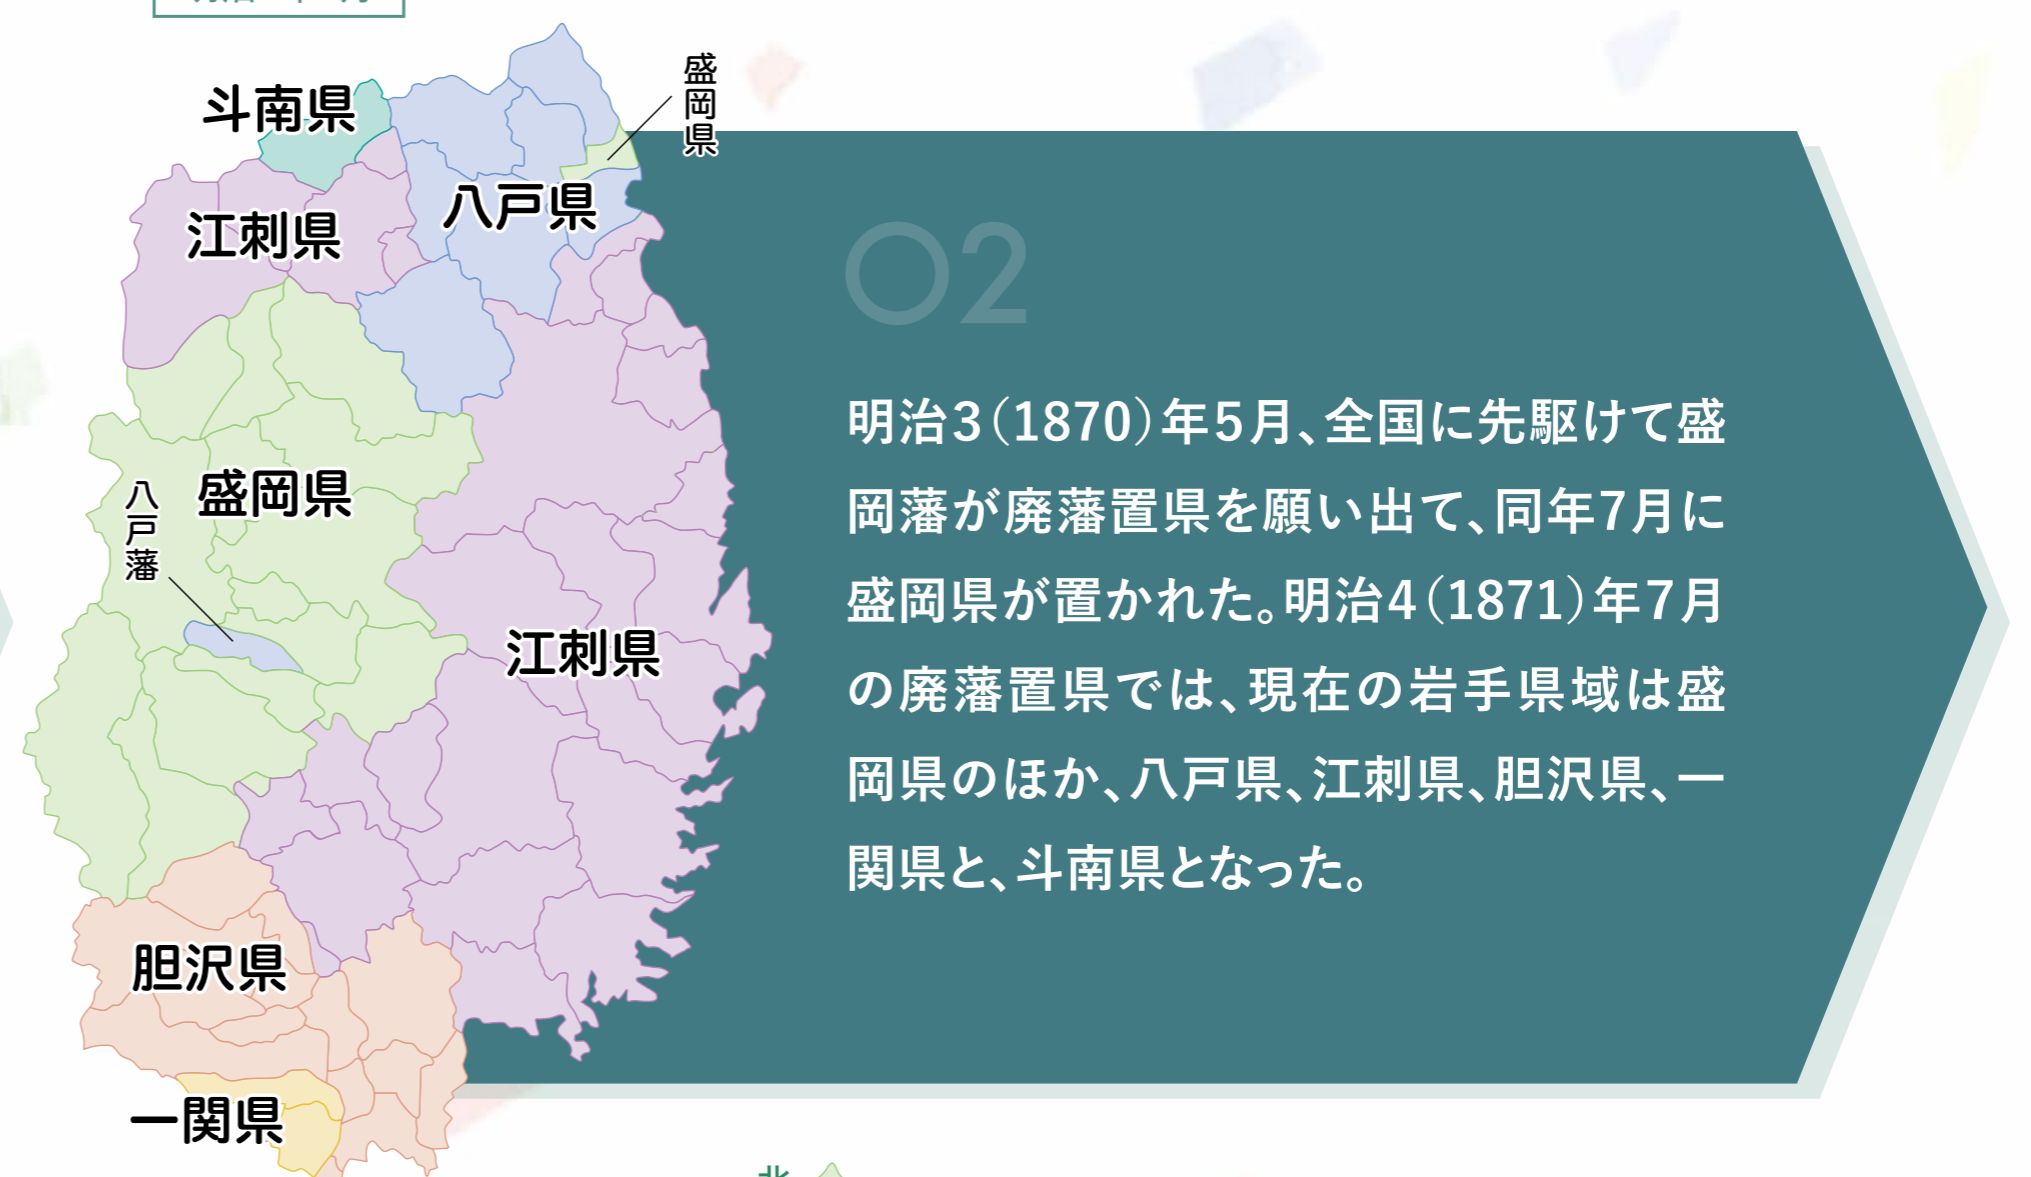 斗南県
盛岡県
江刺県
八戸県
盛岡県
八戸藩
江刺県
胆沢県
一関県
02
明治3(1870)年5月、全国に先駆けて盛
岡藩が廃藩置県を願い出て、同年7月に
盛岡県が置かれた。明治4(1871)年7月
の廃藩置県では、現在の岩手県域は盛
岡県のほか、八戸県、江刺県、胆沢県、一
関県と、斗南県となった。
北